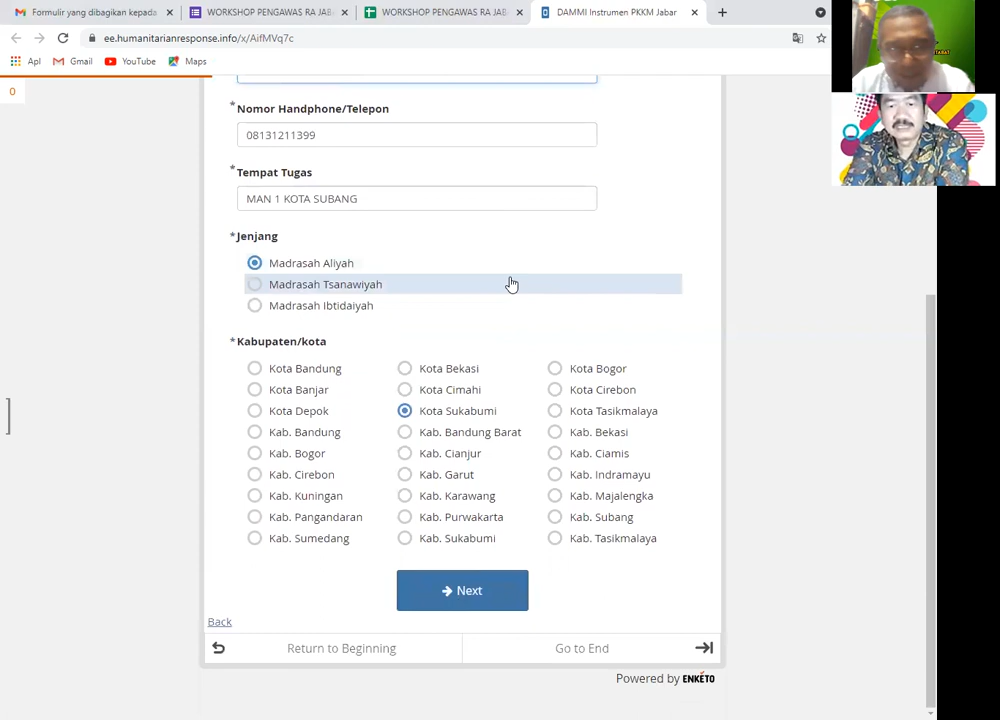 Formulir yang dibagikan kepada
WORKSHOP PENGAWAS RA JAB
WORKSHOP PENGAWAS RA JAB
DAMMI Instrumen PKKM Jabar
ee.humanitarianresponse.info/x/AifMVq7c
Apl
Gmail
YouTube
Maps
0
*Nomor Handphone/Telepon
08131211399
*Tempat Tugas
MAN 1 KOTA SUBANG
*Jenjang
Madrasah Aliyah
Madrasah Tsanawiyah
Madrasah Ibtidaiyah
*Kabupaten/kota
Kota Bandung Kota Bekasi Kota Bogor
Kota Banjar Kota Cimahi Kota Cirebon
Kota Depok Kota Sukabumi Kota Tasikmalaya
Kab. Bandung Kab. Bandung Barat Kab. Bekasi
Kab. Bogor Kab. Cianjur Kab. Ciamis
Kab. Cirebon Kab. Garut Kab. Indramayu
Kab. Kuningan Kab. Karawang Kab. Majalengka
Kab. Pangandaran Kab. Purwakarta Kab. Subang
Kab. Sumedang Kab. Sukabumi Kab. Tasikmalaya
Next
Back
Return to Beginning
Go to End
Powered by ENKETO